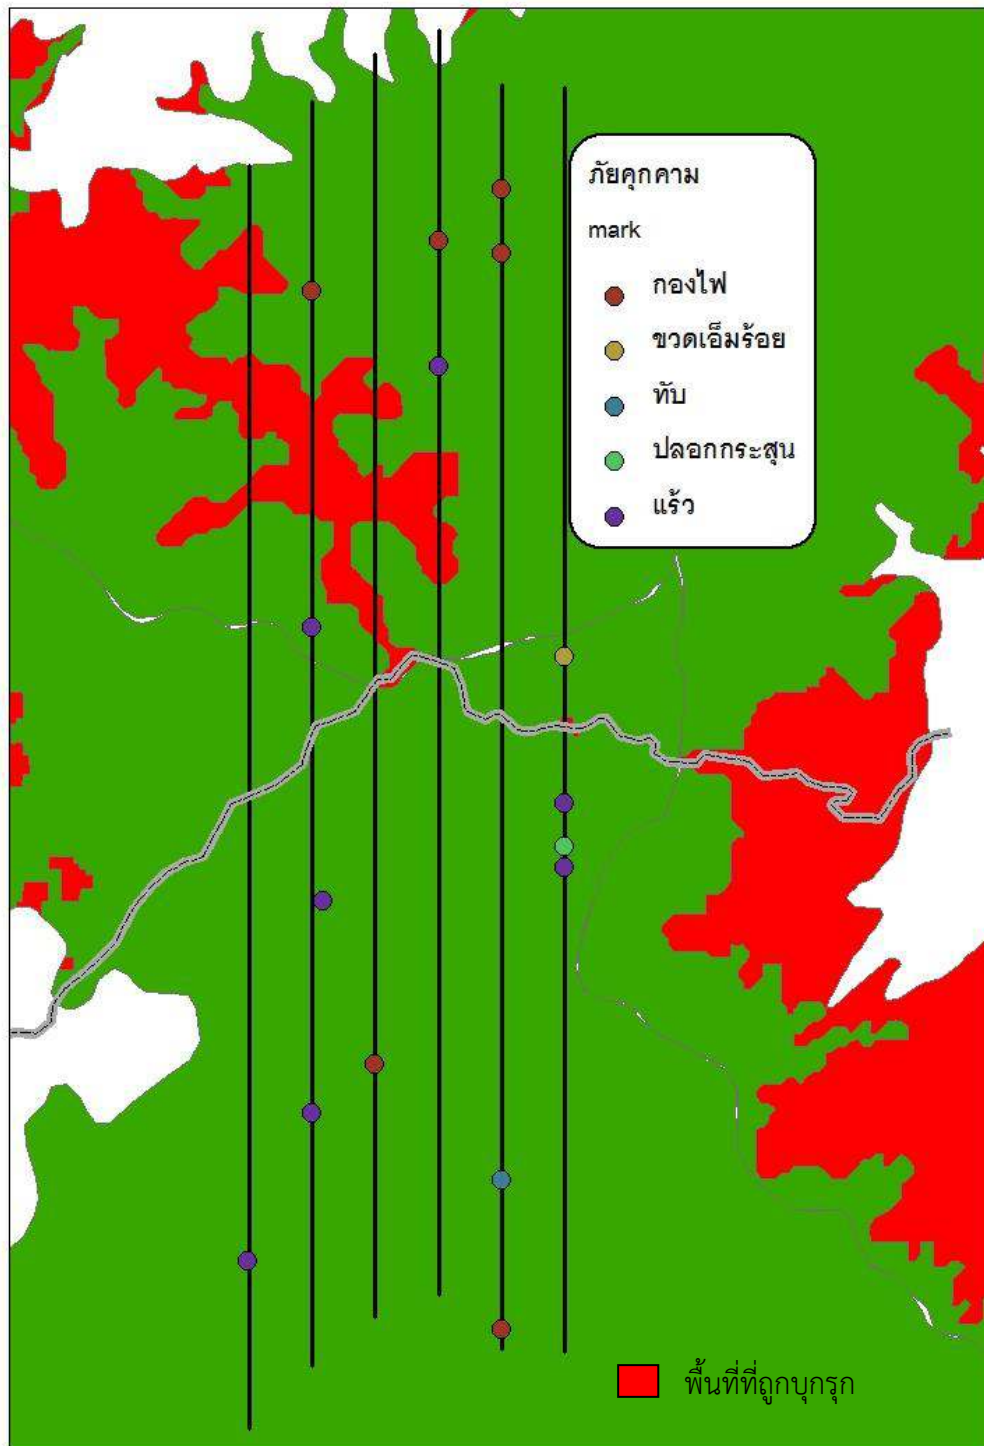 ภัยคุกคาม
mark
กองไฟ
ขวดเอ็มร้อย
ทับ
ปลอกกระสุน
แร้ว
พื้นที่ที่ถูกบุกรุก